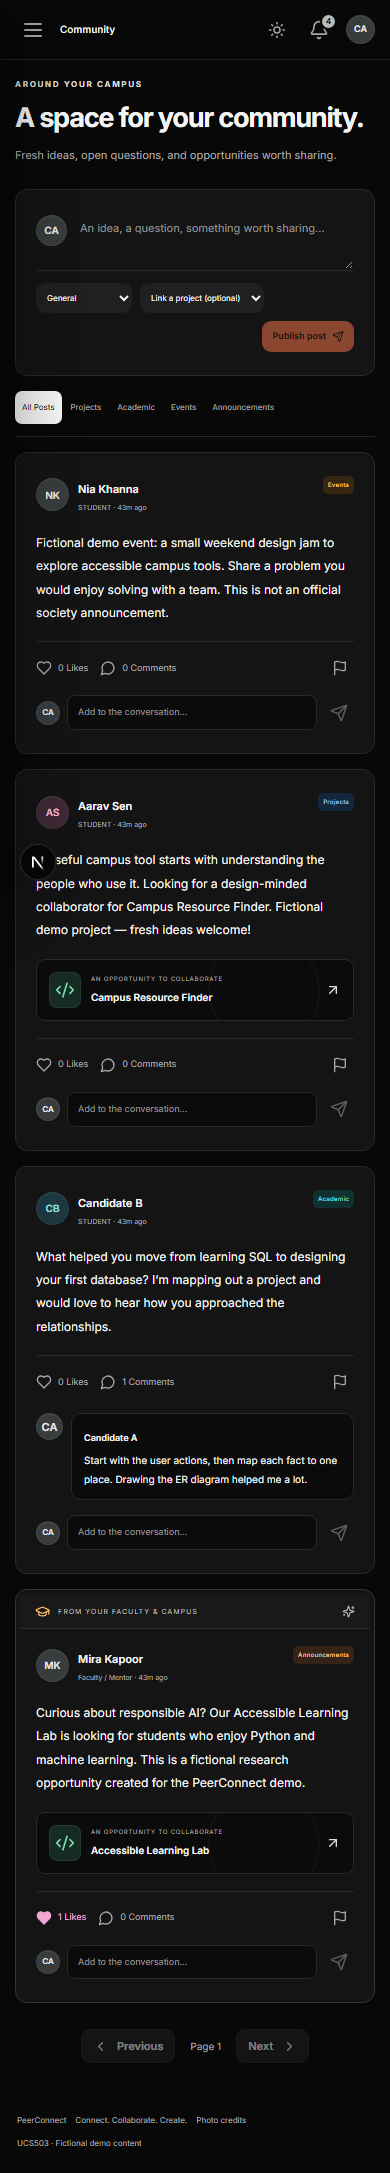 Community
4
CA
AROUND YOUR CAMPUS
A space for your community.
Fresh ideas, open questions, and opportunities worth sharing.
CA
An idea, a question, something worth sharing...
General
Link a project (optional)
Publish post
All Posts
Projects
Academic
Events
Announcements
NK
Nia Khanna
Events
STUDENT · 43m ago
Fictional demo event: a small weekend design jam to
explore accessible campus tools. Share a problem you
would enjoy solving with a team. This is not an official
society announcement.
0 Likes
0 Comments
CA
Add to the conversation...
AS
Aarav Sen
Projects
STUDENT · 43m ago
N
seful campus tool starts with understanding the
people who use it. Looking for a design-minded
collaborator for Campus Resource Finder. Fictional
demo project — fresh ideas welcome!
AN OPPORTUNITY TO COLLABORATE
Campus Resource Finder
0 Likes
0 Comments
CA
Add to the conversation...
CB
Candidate B
Academic
STUDENT · 43m ago
What helped you move from learning SQL to designing
your first database? I'm mapping out a project and
would love to hear how you approached the
relationships.
0 Likes
1 Comments
CA
Candidate A
Start with the user actions, then map each fact to one
place. Drawing the ER diagram helped me a lot.
CA
Add to the conversation...
FROM YOUR FACULTY & CAMPUS
MK
Mira Kapoor
Announcements
Faculty / Mentor · 43m ago
Curious about responsible AI? Our Accessible Learning
Lab is looking for students who enjoy Python and
machine learning. This is a fictional research
opportunity created for the PeerConnect demo.
AN OPPORTUNITY TO COLLABORATE
Accessible Learning Lab
1 Likes
0 Comments
CA
Add to the conversation...
Previous
Page 1
Next
PeerConnect
Connect. Collaborate. Create.
Photo credits
UCS503 · Fictional demo content